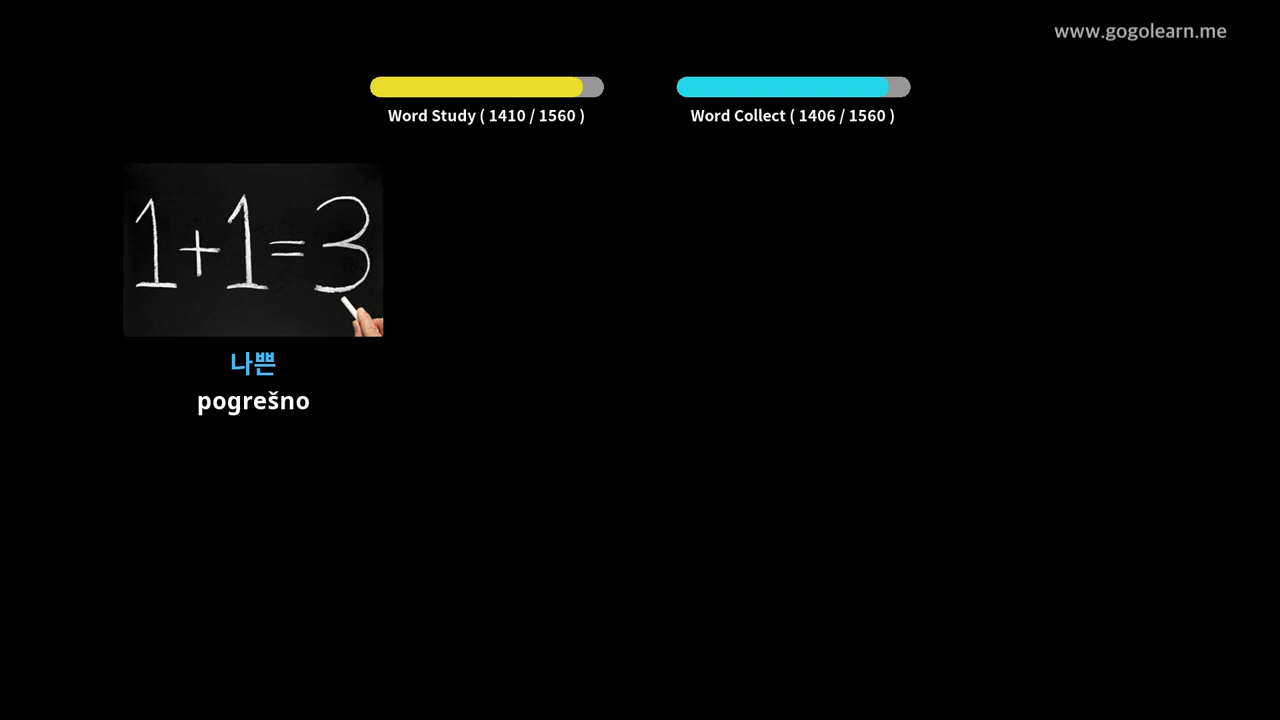 www.gogolearn.me
Word Study ( 1410 / 1560 )
Word Collect ( 1406 / 1560 )
1+1=3
나쁜
pogrešno